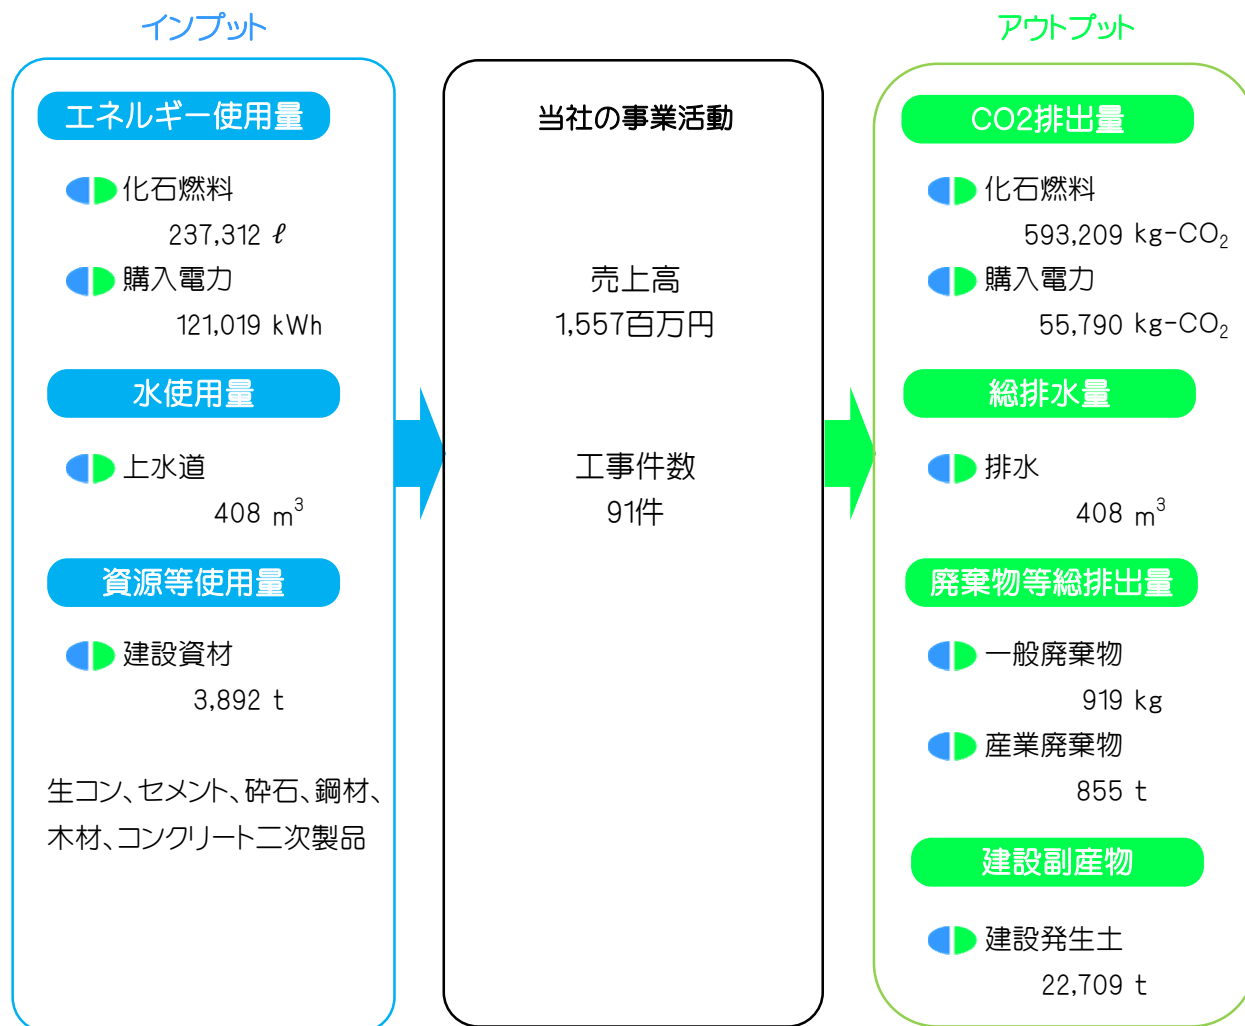 インプット
エネルギー使用量
化石燃料
237,312 ℓ
購入電力
121,019 kWh
水使用量
上水道
408 m³
資源等使用量
建設資材
3,892 t
生コン、セメント、砕石、鋼材、
木材、コンクリート二次製品
当社の事業活動
売上高
1,557百万円
工事件数
91件
アウトプット
CO2排出量
化石燃料
593,209 kg-CO₂
購入電力
55,790 kg-CO₂
総排水量
排水
408 m³
廃棄物等総排出量
一般廃棄物
919 kg
産業廃棄物
855 t
建設副産物
建設発生土
22,709 t